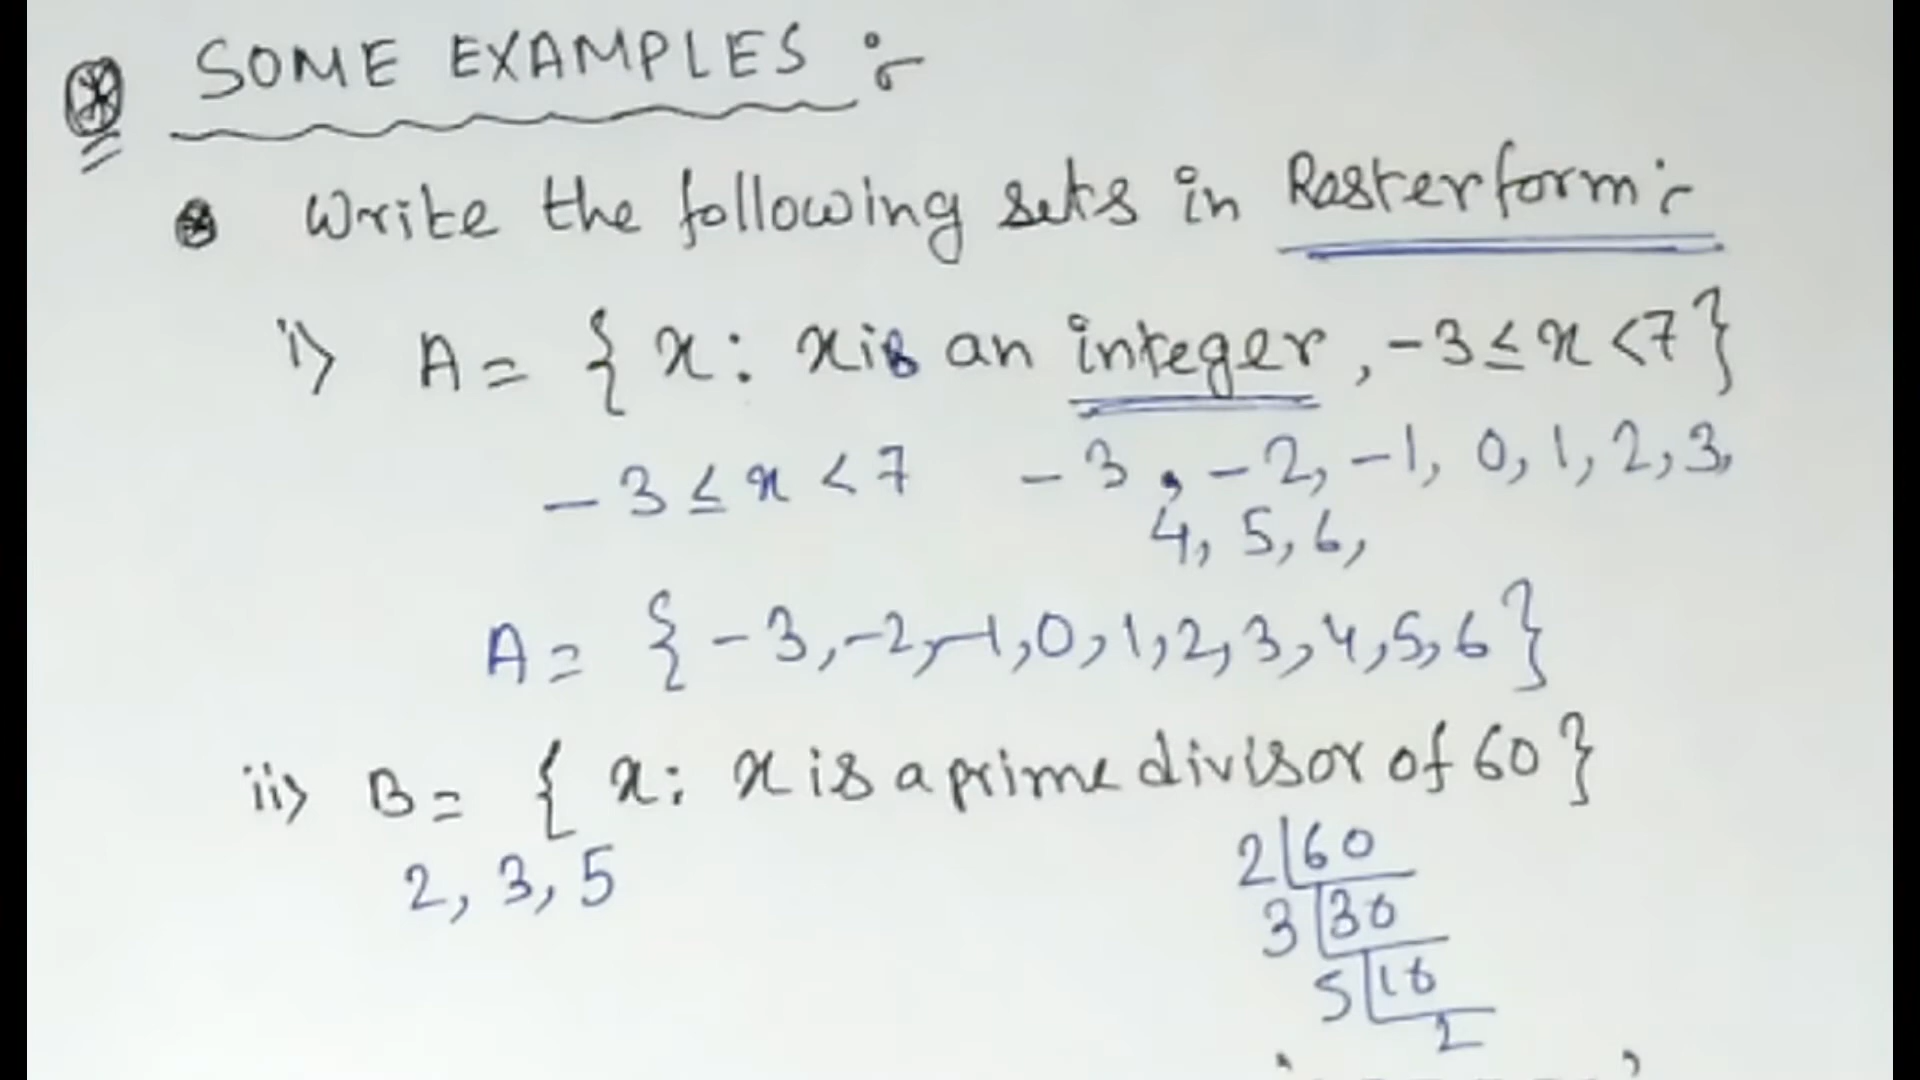 SOME EXAMPLES :-
Write the following sets in Roster form :-
i) A = { x : x is an integer, -3 ≤ x < 7 }
-3 ≤ x < 7   -3, -2, -1, 0, 1, 2, 3,
4, 5, 6,
A = { -3, -2, -1, 0, 1, 2, 3, 4, 5, 6 }
ii) B = { x : x is a prime divisor of 60 }
2, 3, 5
2 | 60
3 | 30
5 | 10
2